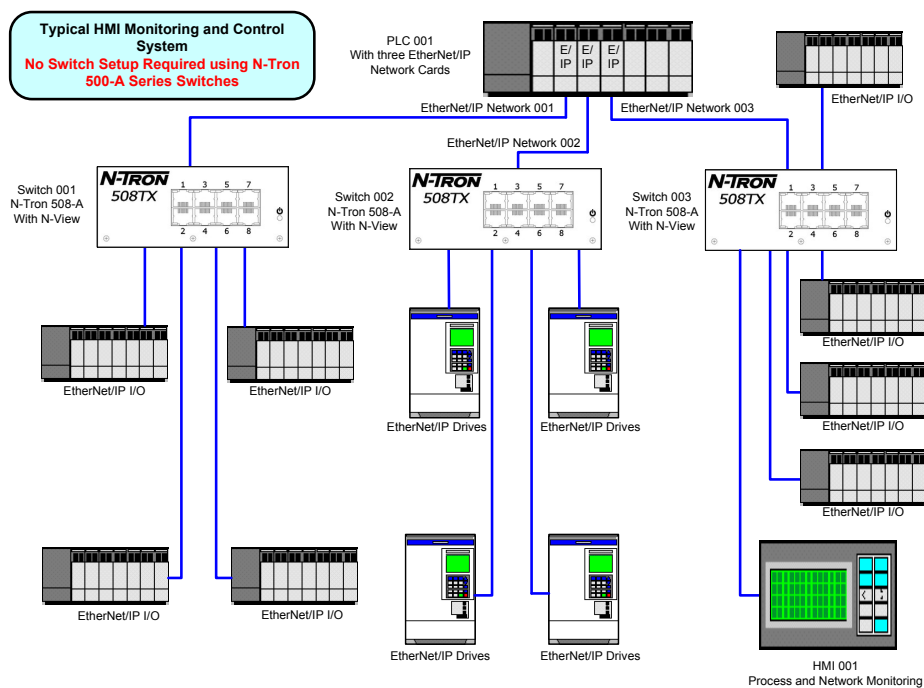 Typical HMI Monitoring and Control
System
No Switch Setup Required using N-Tron
500-A Series Switches
PLC 001
With three EtherNet/IP
Network Cards
E/
IP
E/
IP
E/
IP
EtherNet/IP I/O
EtherNet/IP Network 001
EtherNet/IP Network 003
EtherNet/IP Network 002
Switch 001
N-Tron 508-A
With N-View
N-TRON
508TX
1 3 5 7
2 4 6 8
Switch 002
N-Tron 508-A
With N-View
N-TRON
508TX
1 3 5 7
2 4 6 8
Switch 003
N-Tron 508-A
With N-View
N-TRON
508TX
1 3 5 7
2 4 6 8
EtherNet/IP I/O
EtherNet/IP I/O
EtherNet/IP Drives
EtherNet/IP Drives
EtherNet/IP I/O
EtherNet/IP I/O
EtherNet/IP I/O
EtherNet/IP I/O
EtherNet/IP I/O
EtherNet/IP Drives
EtherNet/IP Drives
HMI 001
Process and Network Monitoring